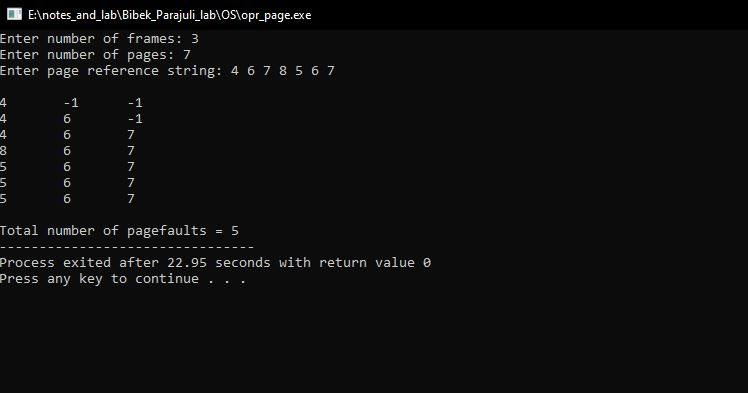 E:\notes_and_lab\Bibek_Parajuli_lab\OS\opr_page.exe
Enter number of frames: 3
Enter number of pages: 7
Enter page reference string: 4 6 7 8 5 6 7
4 -1 -1
4 6 -1
4 6 7
8 6 7
5 6 7
5 6 7
5 6 7
Total number of pagefaults = 5
--------------------------------
Process exited after 22.95 seconds with return value 0
Press any key to continue . . .